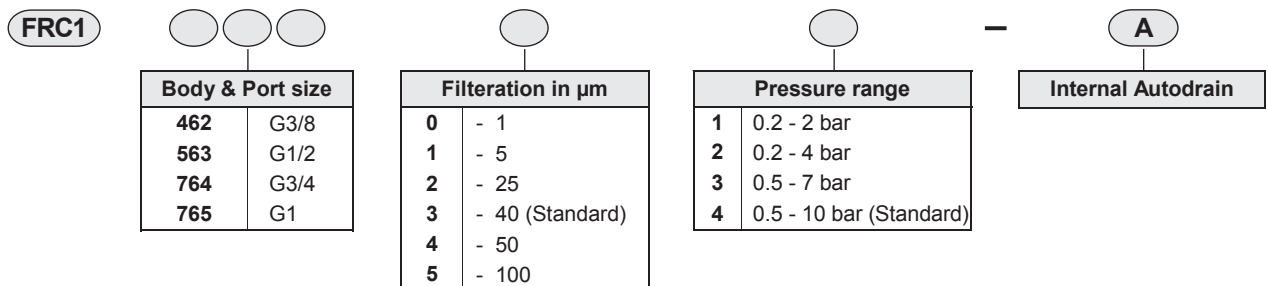 FRC1 – A
Body & Port size Filteration in µm Pressure range Internal Autodrain
462 G3/8 0 - 1 1 0.2 - 2 bar
563 G1/2 1 - 5 2 0.2 - 4 bar
764 G3/4 2 - 25 3 0.5 - 7 bar
765 G1 3 - 40 (Standard) 4 0.5 - 10 bar (Standard)
4 - 50
5 - 100